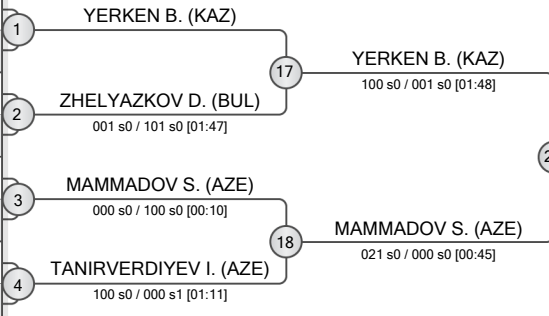 1
YERKEN B. (KAZ)
17
YERKEN B. (KAZ)
100 s0 / 001 s0 [01:48]
2
ZHELYAZKOV D. (BUL)
001 s0 / 101 s0 [01:47]
3
MAMMADOV S. (AZE)
000 s0 / 100 s0 [00:10]
18
MAMMADOV S. (AZE)
021 s0 / 000 s0 [00:45]
4
TANIRVERDIYEV I. (AZE)
100 s0 / 000 s1 [01:11]